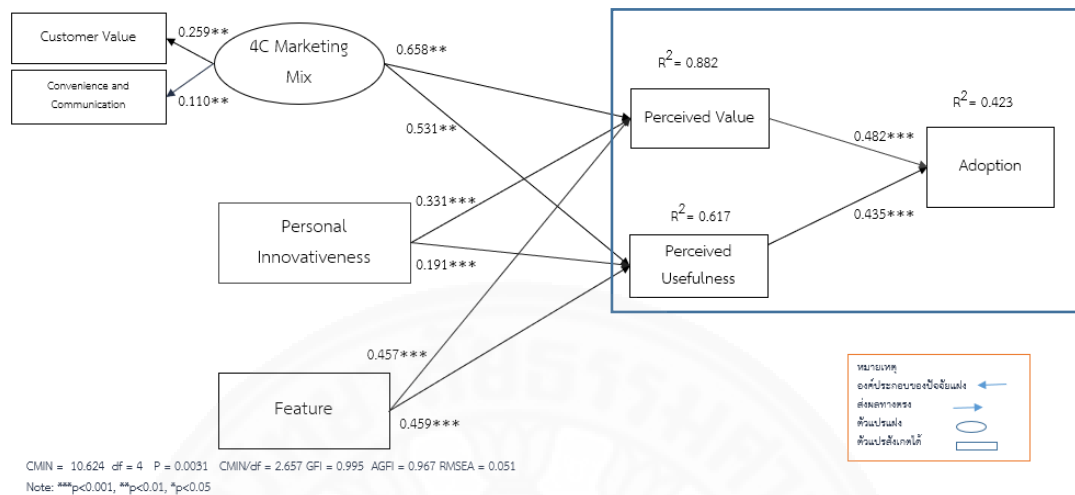 Customer Value
0.259**
Convenience and
Communication
0.110**
4C Marketing
Mix
0.658**
0.531**
R2= 0.882
Perceived Value
0.482***
R2= 0.423
Adoption
Personal
Innovativeness
0.331***
0.191***
R2= 0.617
Perceived
Usefulness
0.435***
Feature
0.457***
0.459***
หมายเหตุ
องค์ประกอบของปัจจัยแฝง
ส่งผลทางตรง
ตัวแปรแฝง
ตัวแปรสังเกตได้
CMIN = 10.624 df = 4 P = 0.0031 CMIN/df = 2.657 GFI = 0.995 AGFI = 0.967 RMSEA = 0.051
Note: ***p<0.001, **p<0.01, *p<0.05